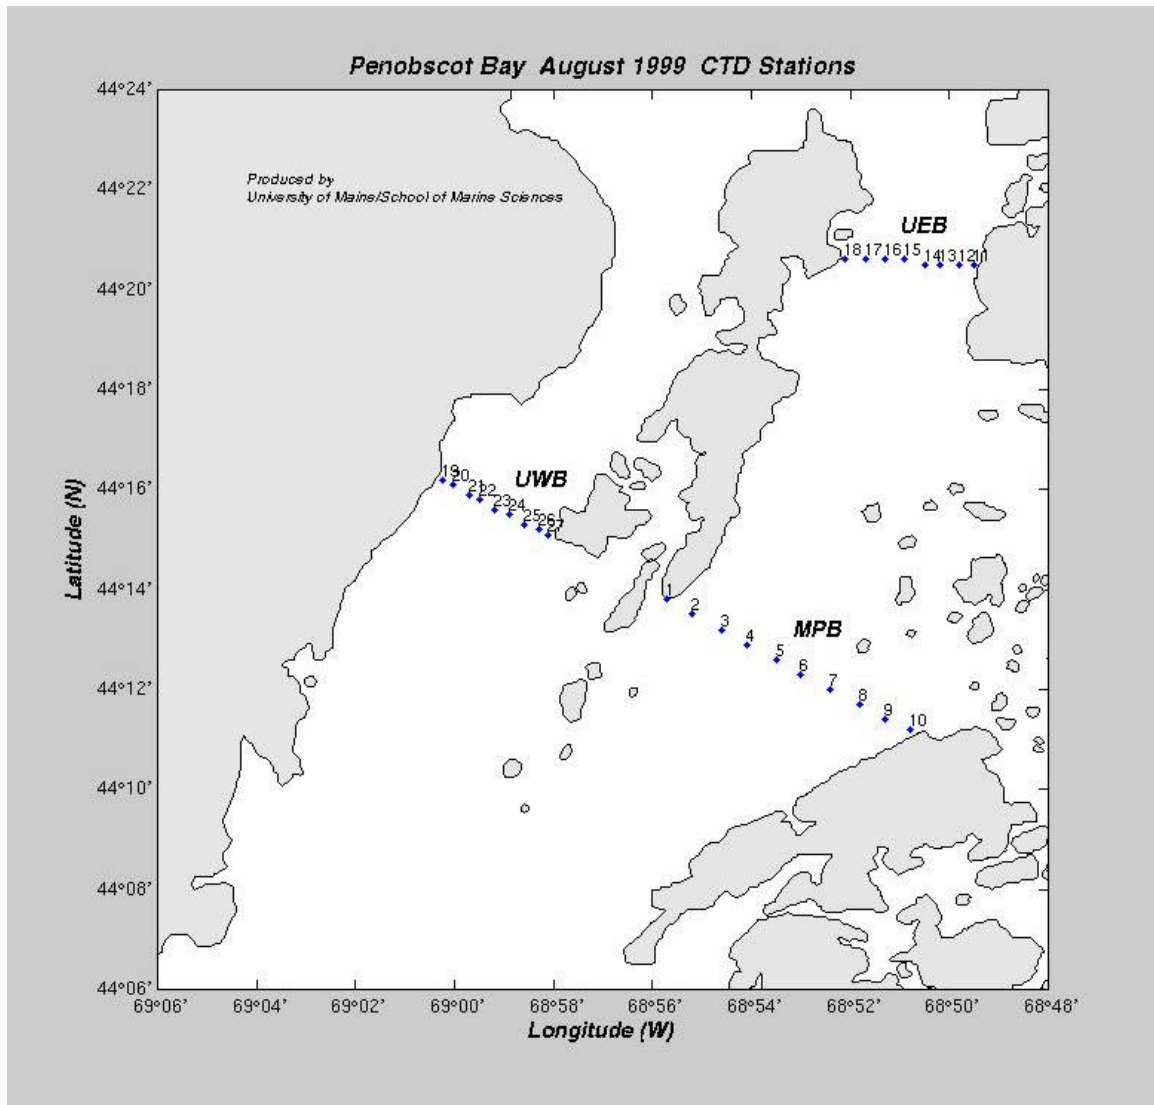 Penobscot Bay August 1999 CTD Stations
44°24'
44°22'
44°20'
44°18'
44°16'
44°14'
44°12'
44°10'
44°08'
44°06'
Latitude (N)
Produced by
University of Maine/School of Marine Sciences
UEB
18 17 16 15 14 13 12 11
UWB
19 20 21 22 23 24 25 26 27
MPB
1 2 3 4 5 6 7 8 9 10
69°06' 69°04' 69°02' 69°00' 68°58' 68°56' 68°54' 68°52' 68°50' 68°48'
Longitude (W)